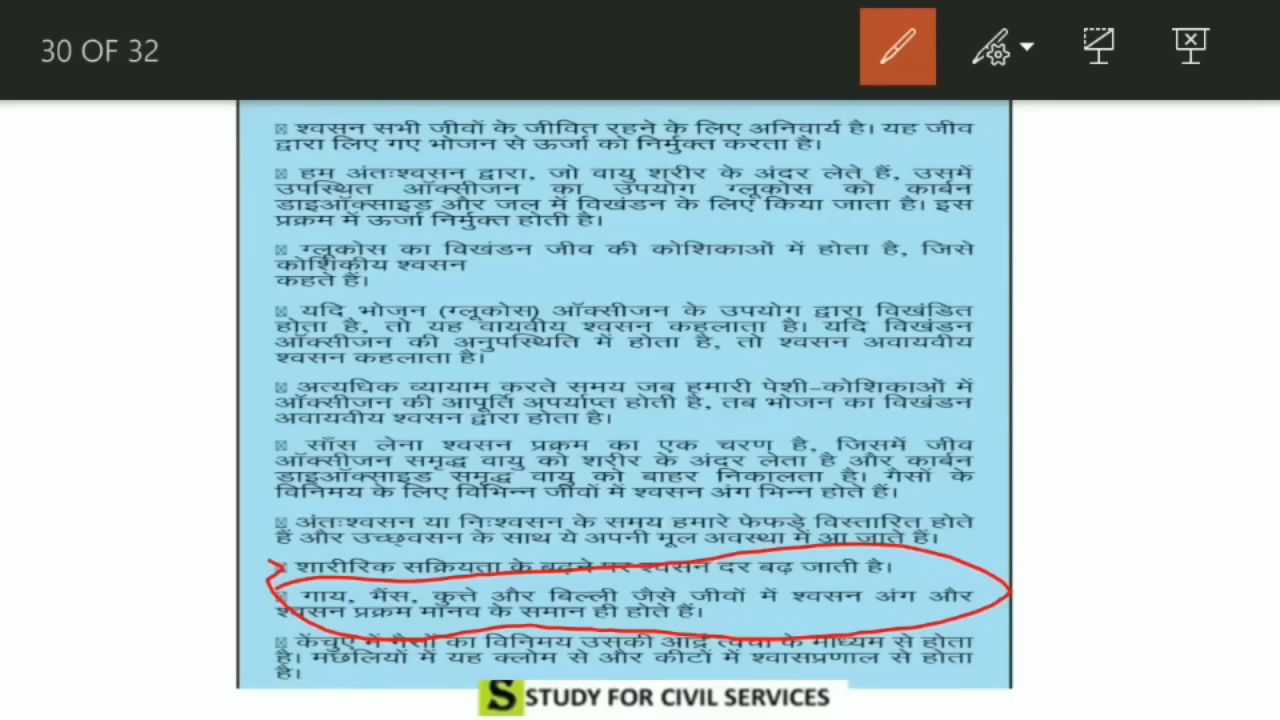 30 OF 32
श्वसन सभी जीवों के जीवित रहने के लिए अनिवार्य है। यह जीव
द्वारा लिए गए भोजन से ऊर्जा को निर्मुक्त करता है।
हम अंतःश्वसन द्वारा, जो वायु शरीर के अंदर लेते हैं, उसमें
उपस्थित ऑक्सीजन का उपयोग ग्लूकोस को कार्बन
डाइऑक्साइड और जल में विखंडन के लिए किया जाता है। इस
प्रक्रम में ऊर्जा निर्मुक्त होती है।
ग्लूकोस का विखंडन जीव की कोशिकाओं में होता है, जिसे
कोशिकीय श्वसन
कहते हैं।
यदि भोजन (ग्लूकोस) ऑक्सीजन के उपयोग द्वारा विखंडित
होता है, तो यह वायवीय श्वसन कहलाता है। यदि विखंडन
ऑक्सीजन की अनुपस्थिति में होता है, तो श्वसन अवायवीय
श्वसन कहलाता है।
अत्यधिक व्यायाम करते समय जब हमारी पेशी-कोशिकाओं में
ऑक्सीजन की आपूर्ति अपर्याप्त होती है, तब भोजन का विखंडन
अवायवीय श्वसन द्वारा होता है।
साँस लेना श्वसन प्रक्रम का एक चरण है, जिसमें जीव
ऑक्सीजन समृद्ध वायु को शरीर के अंदर लेता है और कार्बन
डाइऑक्साइड समृद्ध वायु को बाहर निकालता है। गैसों के
विनिमय के लिए विभिन्न जीवों में श्वसन अंग भिन्न होते हैं।
अंतःश्वसन या निःश्वसन के समय हमारे फेफड़े विस्तारित होते
हैं और उच्छ्वसन के साथ ये अपनी मूल अवस्था में आ जाते हैं।
शारीरिक सक्रियता के बढ़ने पर श्वसन दर बढ़ जाती है।
गाय, भैंस, कुत्ते और बिल्ली जैसे जीवों में श्वसन अंग और
श्वसन प्रक्रम मानव के समान ही होते हैं।
केंचुए में गैसों का विनिमय उसकी आर्द्र त्वचा के माध्यम से होता
है। मछलियों में यह क्लोम से और कीटों में श्वासप्रणाल से होता
है।
S STUDY FOR CIVIL SERVICES